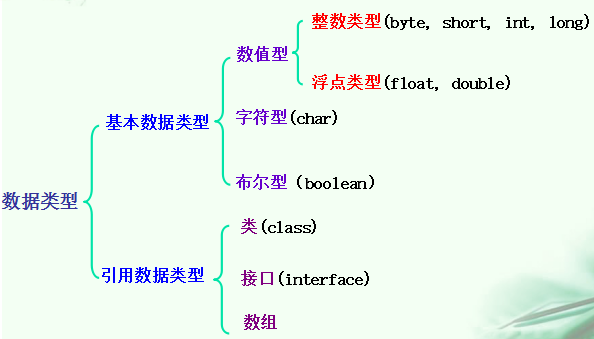 整数类型(byte, short, int, long)
数值型
浮点类型(float, double)
基本数据类型
字符型(char)
布尔型（boolean）
数据类型
类(class)
引用数据类型
接口(interface)
数组